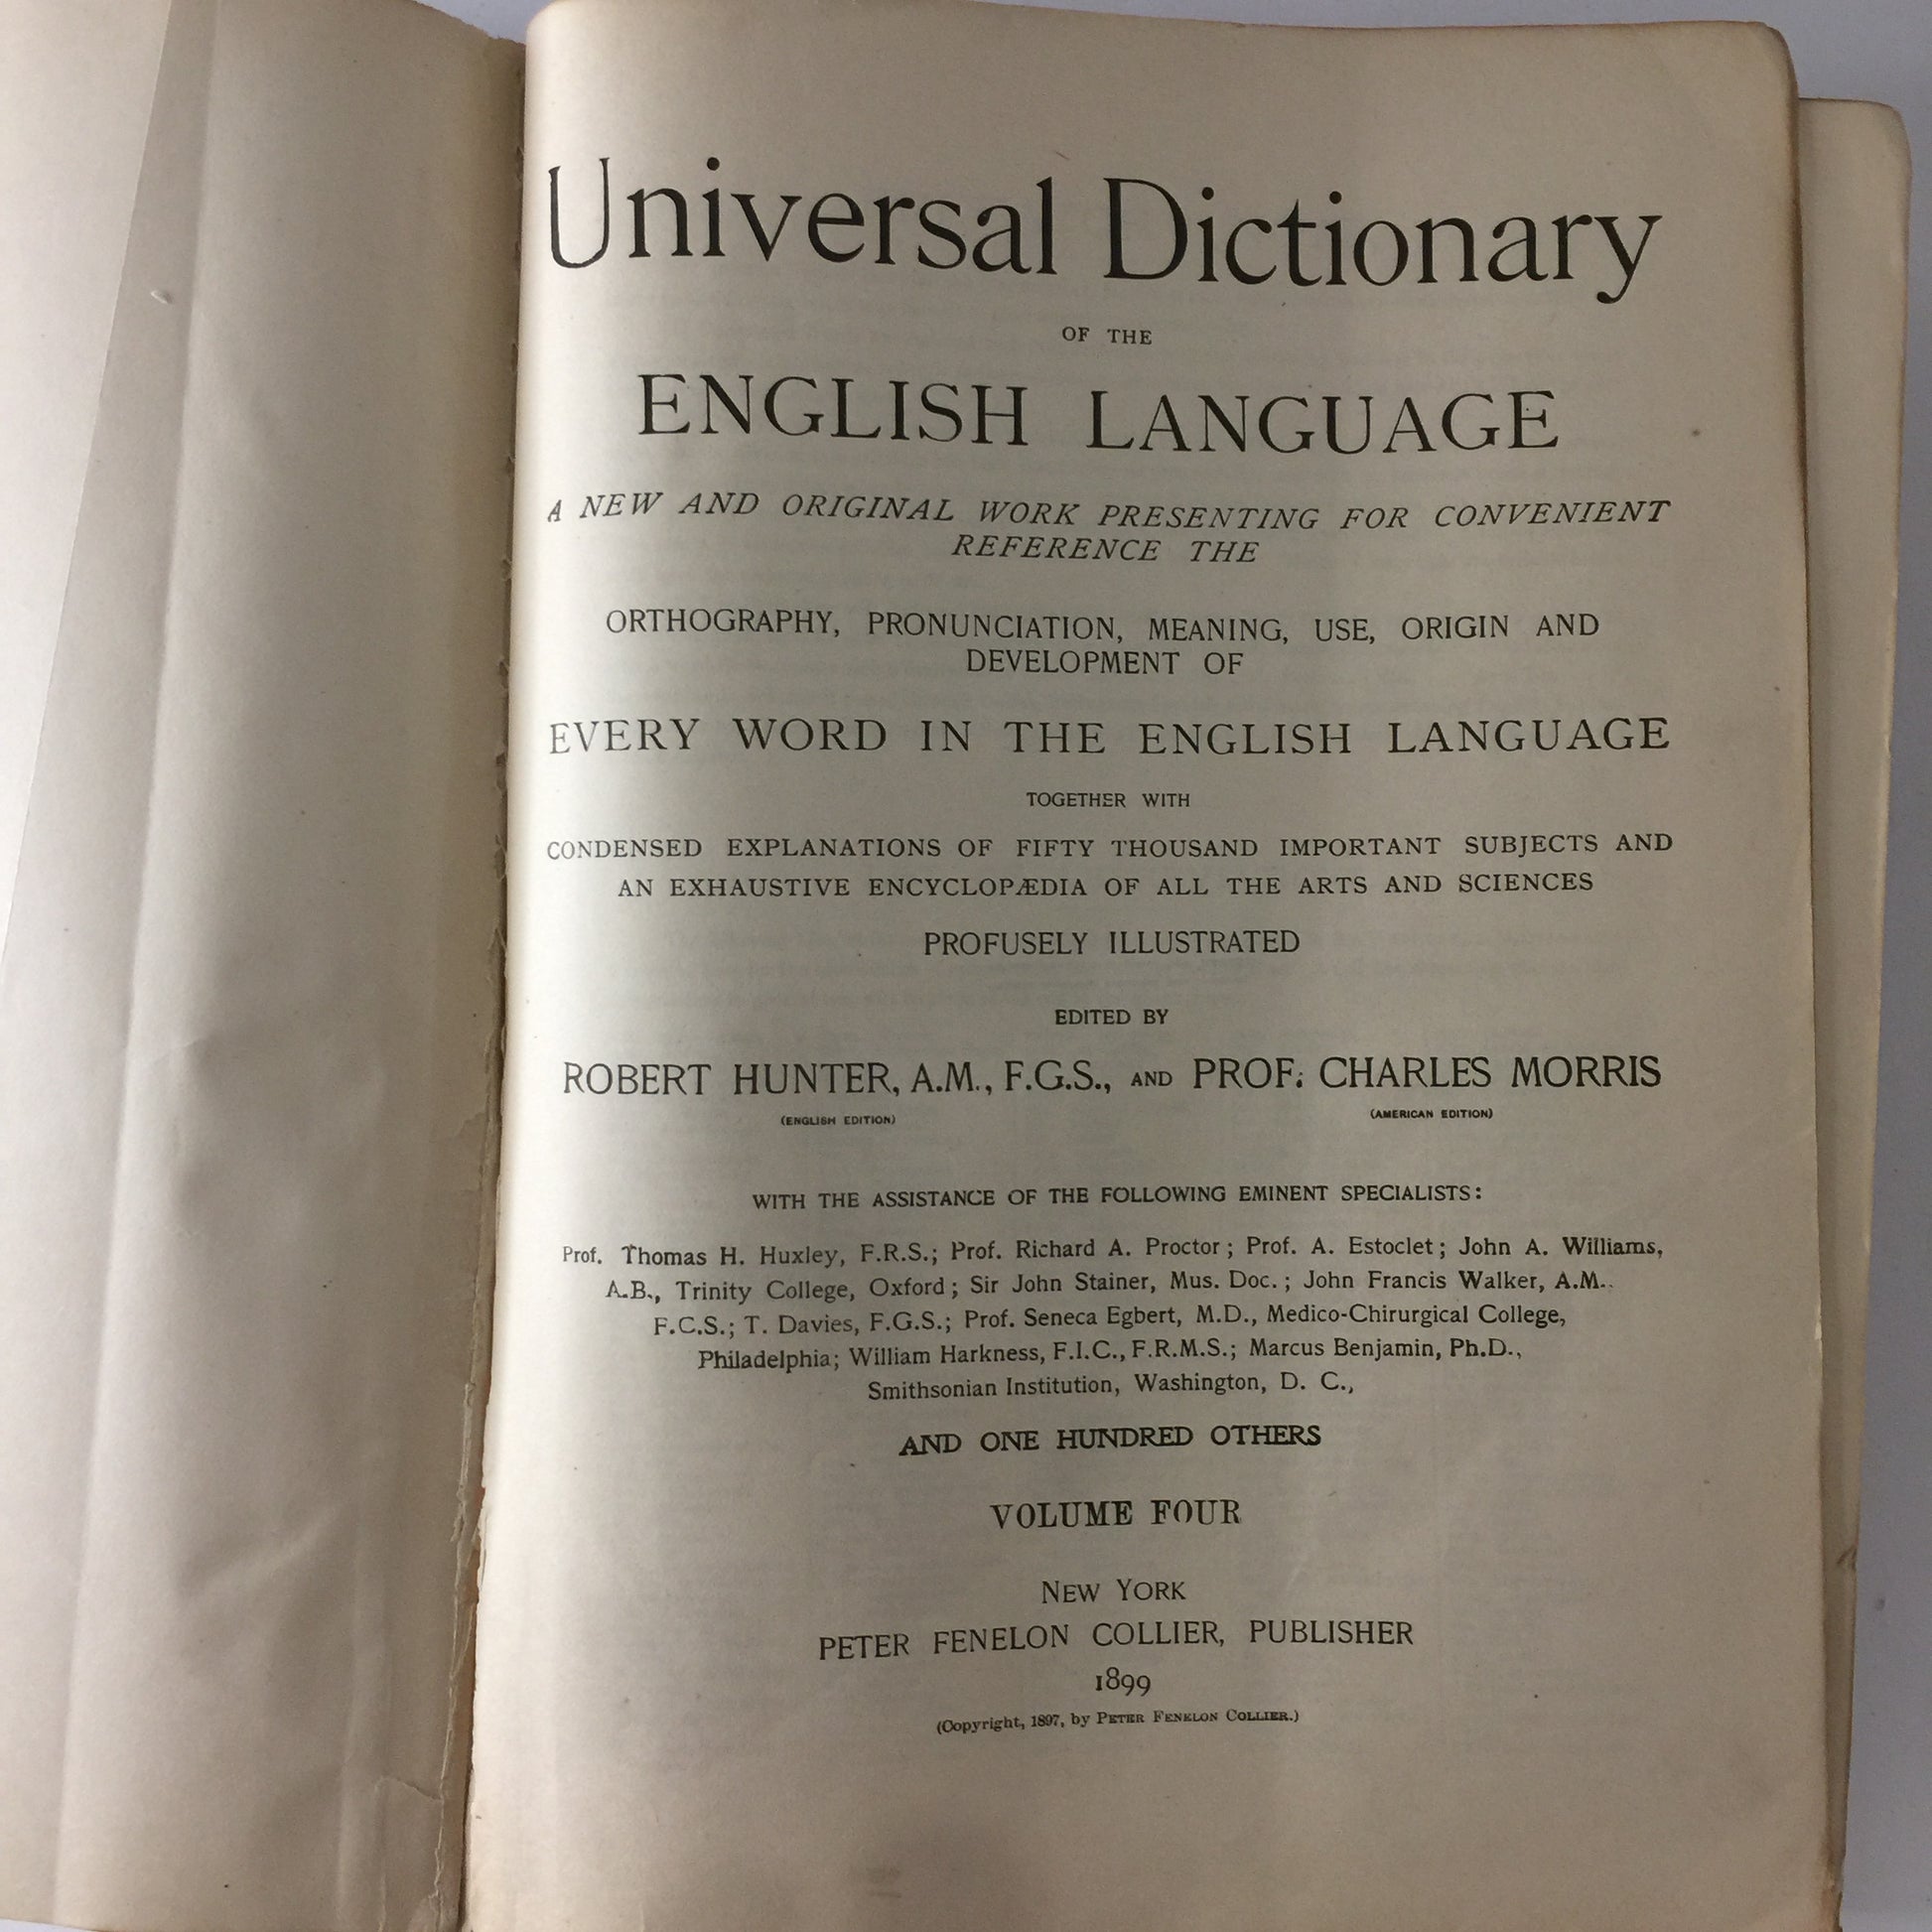 Universal Dictionary
OF THE
ENGLISH LANGUAGE
A NEW AND ORIGINAL WORK PRESENTING FOR CONVENIENT
REFERENCE THE
ORTHOGRAPHY, PRONUNCIATION, MEANING, USE, ORIGIN AND
DEVELOPMENT OF
EVERY WORD IN THE ENGLISH LANGUAGE
TOGETHER WITH
CONDENSED EXPLANATIONS OF FIFTY THOUSAND IMPORTANT SUBJECTS AND
AN EXHAUSTIVE ENCYCLOPÆDIA OF ALL THE ARTS AND SCIENCES
PROFUSELY ILLUSTRATED
EDITED BY
ROBERT HUNTER, A.M., F.G.S., AND PROF. CHARLES MORRIS
(ENGLISH EDITION) (AMERICAN EDITION)
WITH THE ASSISTANCE OF THE FOLLOWING EMINENT SPECIALISTS:
Prof. Thomas H. Huxley, F.R.S.; Prof. Richard A. Proctor; Prof. A. Estoclet; John A. Williams,
A.B., Trinity College, Oxford; Sir John Stainer, Mus. Doc.; John Francis Walker, A.M.,
F.C.S.; T. Davies, F.G.S.; Prof. Seneca Egbert, M.D., Medico-Chirurgical College,
Philadelphia; William Harkness, F.I.C., F.R.M.S.; Marcus Benjamin, Ph.D.,
Smithsonian Institution, Washington, D. C.,
AND ONE HUNDRED OTHERS
VOLUME FOUR
NEW YORK
PETER FENELON COLLIER, PUBLISHER
1899
(Copyright, 1897, by PETER FENELON COLLIER.)